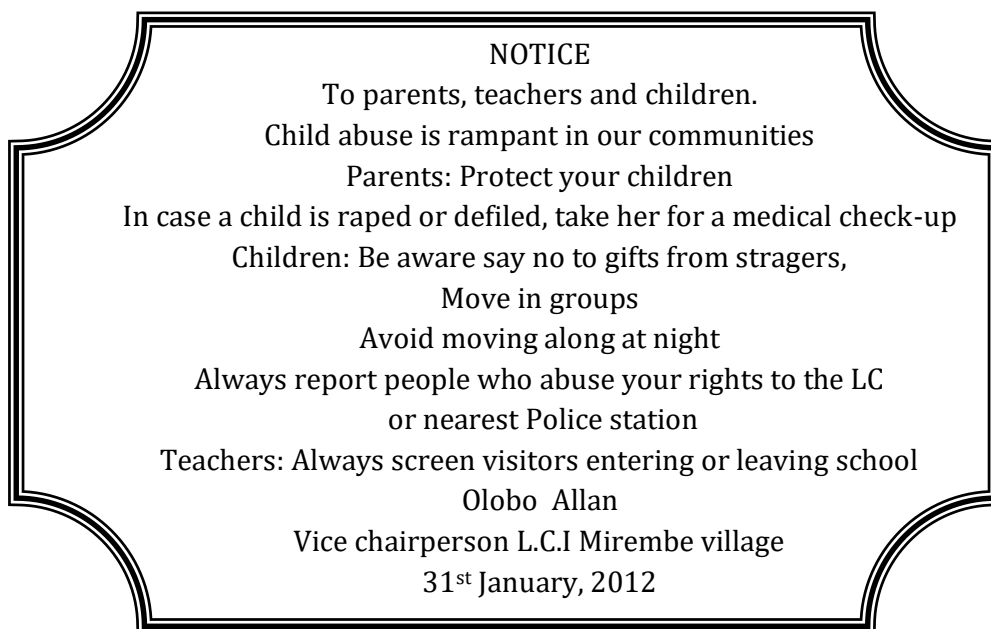 NOTICE
To parents, teachers and children.
Child abuse is rampant in our communities
Parents: Protect your children
In case a child is raped or defiled, take her for a medical check-up
Children: Be aware say no to gifts from stragers,
Move in groups
Avoid moving along at night
Always report people who abuse your rights to the LC
or nearest Police station
Teachers: Always screen visitors entering or leaving school
Olobo  Allan
Vice chairperson L.C.I Mirembe village
31st January, 2012